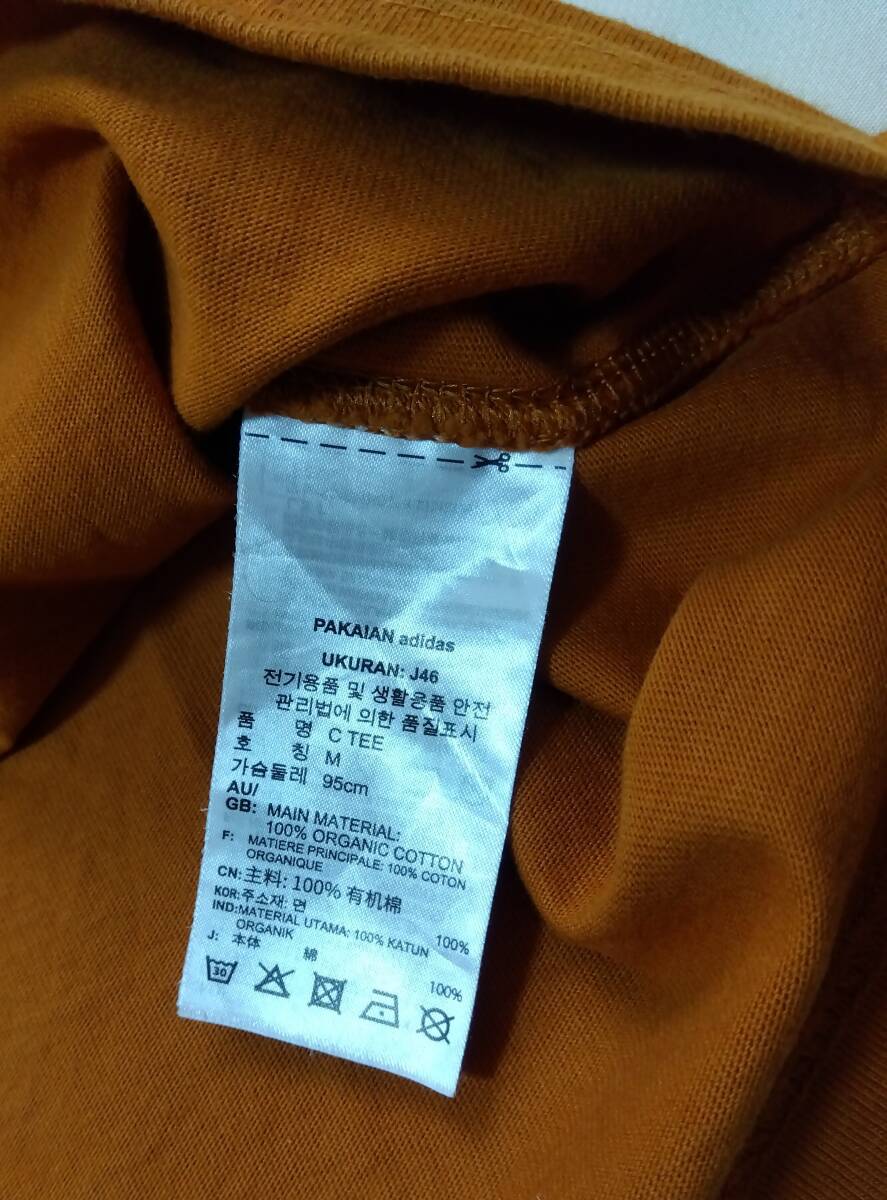 PAKAIAN adidas
UKURAN: J46
전기용품 및 생활용품 안전
관리법에 의한 품질표시
품 명 C TEE
호 칭 M
가슴둘레 95cm
AU/
GB: MAIN MATERIAL:
100% ORGANIC COTTON
F: MATIERE PRINCIPALE: 100% COTON
ORGANIQUE
CN: 主料: 100% 有机棉
KOR: 주소재: 면 100%
IND: MATERIAL UTAMA: 100% KATUN
ORGANIK
J: 本体 綿 100%
30